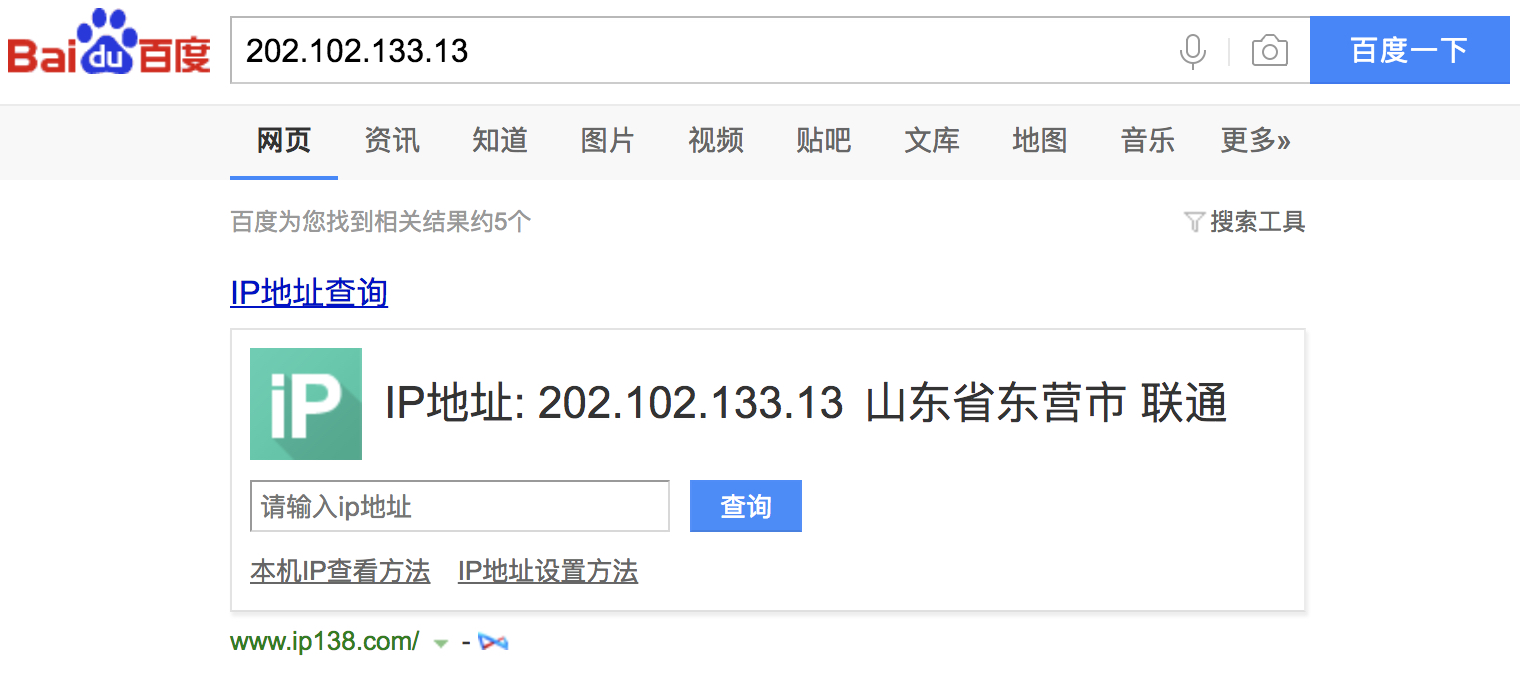 Bai du 百度 202.102.133.13 百度一下
网页 资讯 知道 图片 视频 贴吧 文库 地图 音乐 更多»
百度为您找到相关结果约5个 搜索工具
IP地址查询
iP IP地址: 202.102.133.13 山东省东营市 联通
请输入ip地址 查询
本机IP查看方法 IP地址设置方法
www.ip138.com/ -